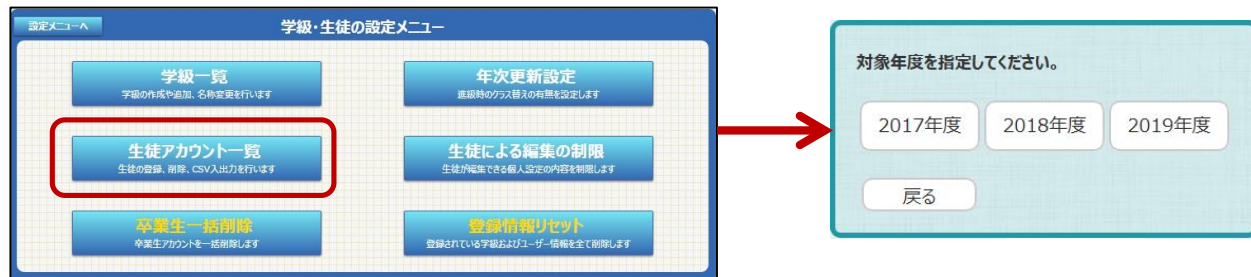 設定メニューへ
学級・生徒の設定メニュー
学級一覧
学級の作成や追加、名称変更を行います
年次更新設定
進級時のクラス替えの有無を設定します
生徒アカウント一覧
生徒の登録、削除、CSV入出力を行います
生徒による編集の制限
生徒が編集できる個人設定の内容を制限します
卒業生一括削除
卒業生アカウントを一括削除します
登録情報リセット
登録されている学級およびユーザー情報を全て削除します
対象年度を指定してください。
2017年度
2018年度
2019年度
戻る